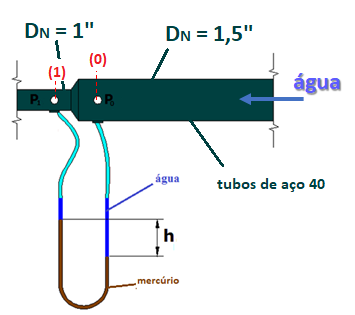 DN = 1"
DN = 1,5"
(1)
(0)
P1
P0
água
água
tubos de aço 40
h
mercúrio